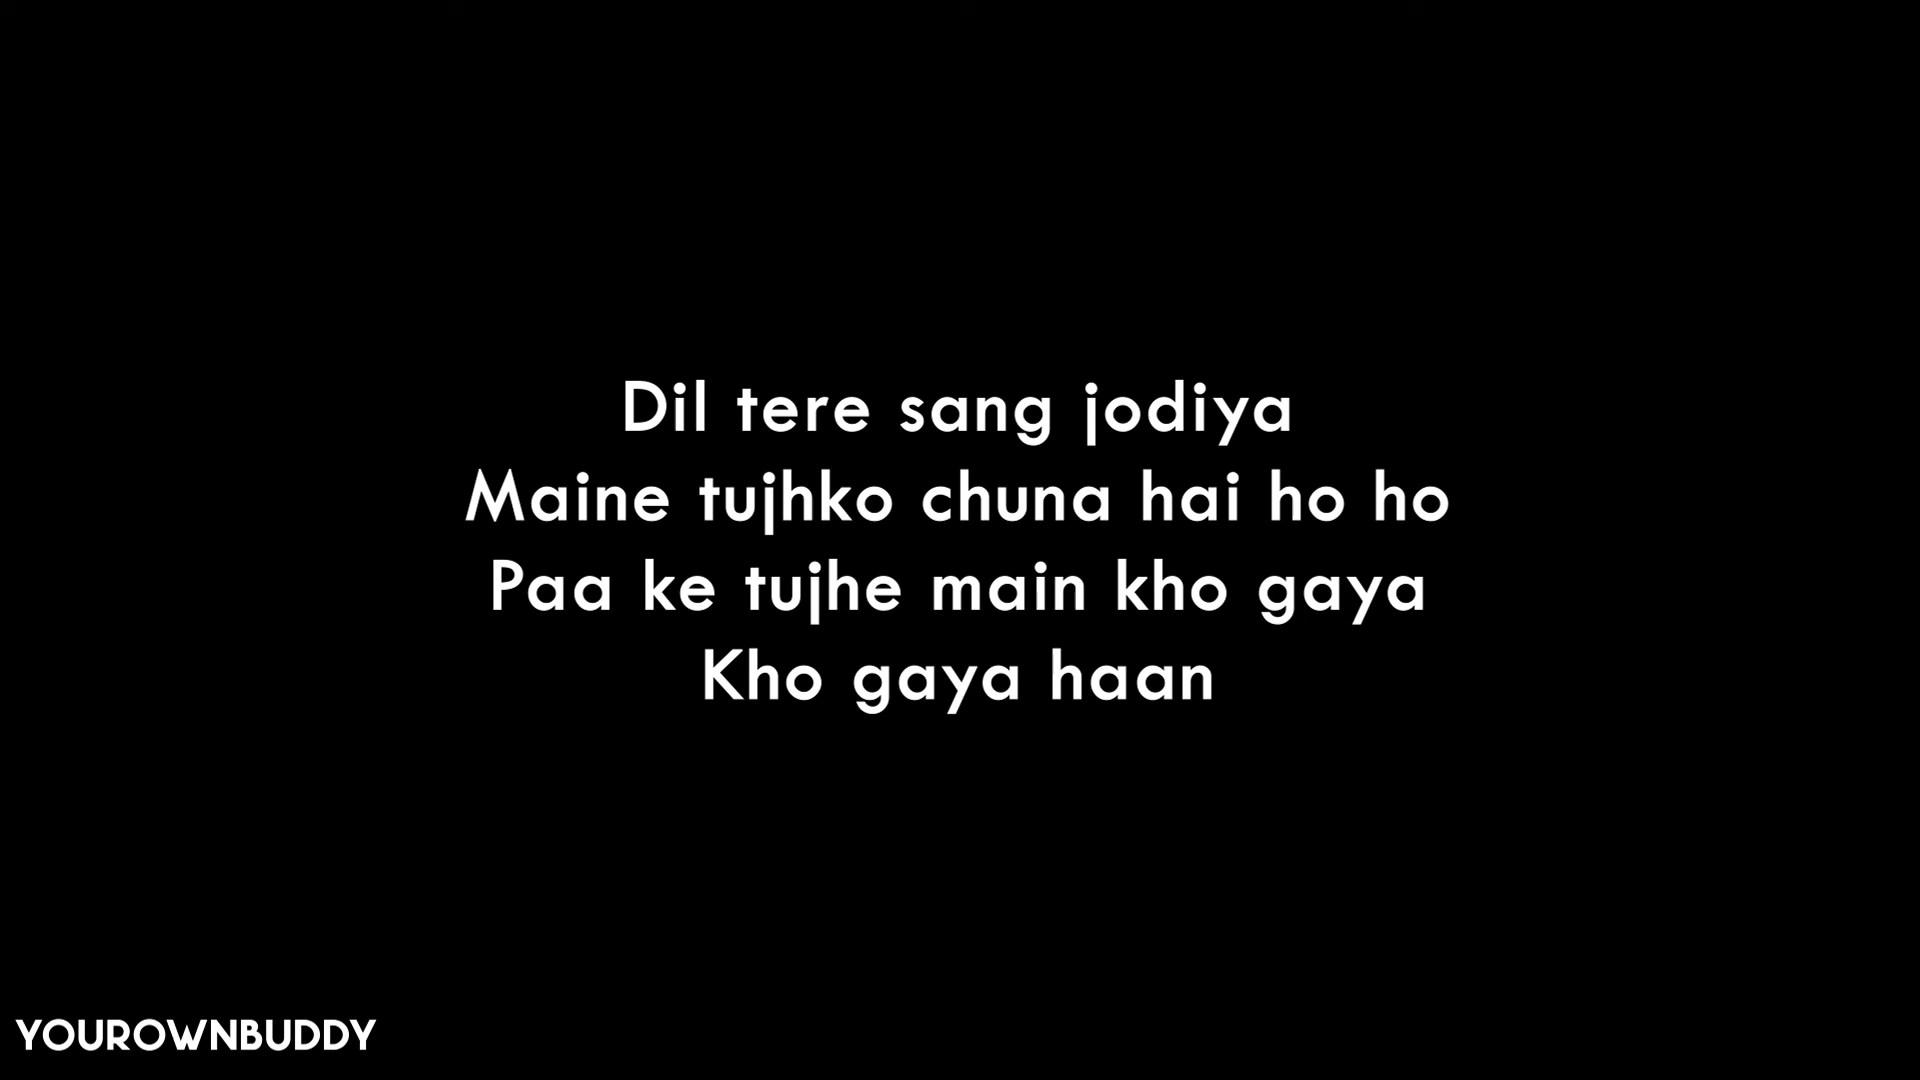 Dil tere sang jodiya
Maine tujhko chuna hai ho ho
Paa ke tujhe main kho gaya
Kho gaya haan
YOUROWNBUDDY